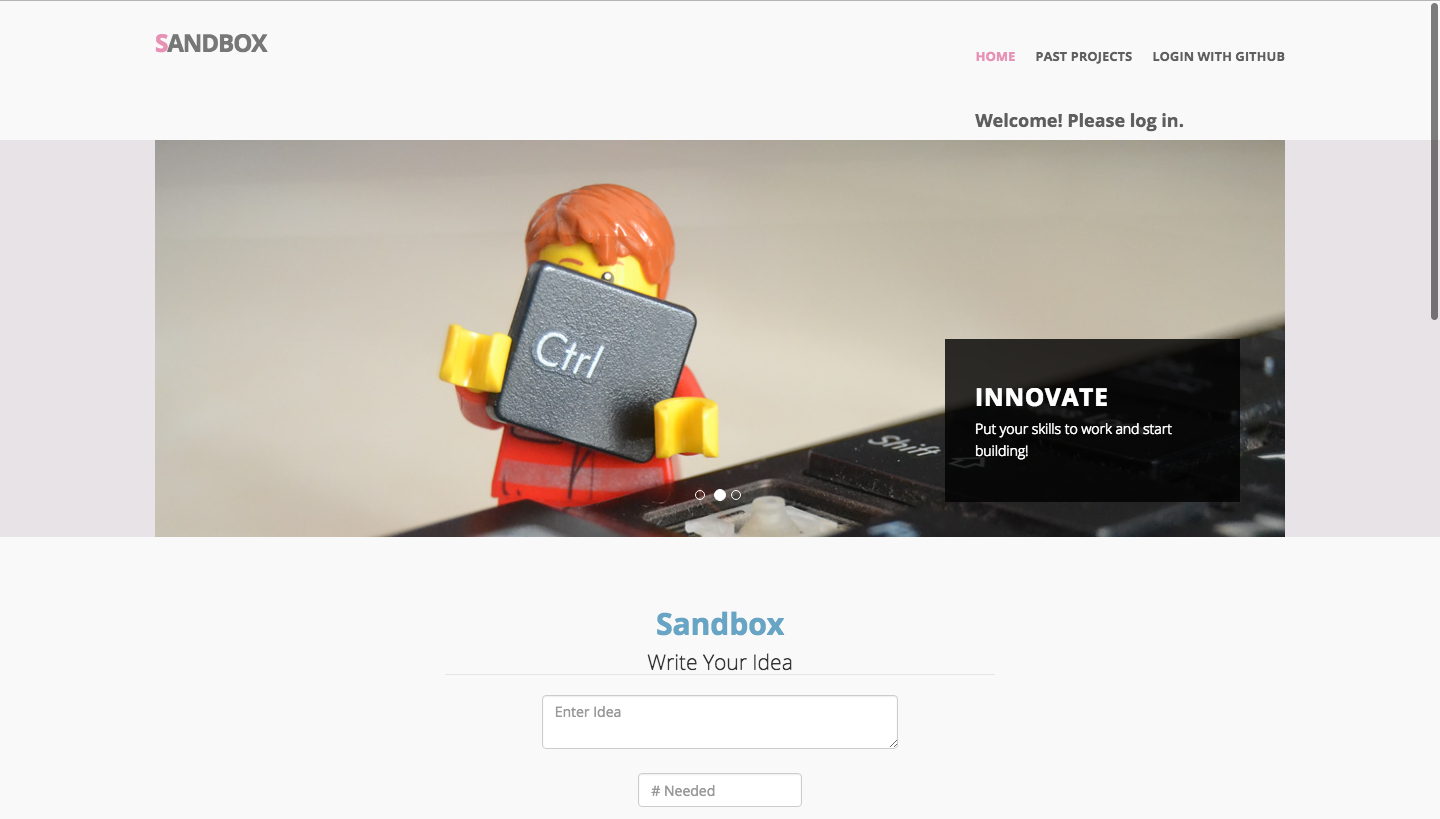 SANDBOX
HOME PAST PROJECTS LOGIN WITH GITHUB
Welcome! Please log in.
Ctrl
Shift
INNOVATE
Put your skills to work and start
building!
Sandbox
Write Your Idea
Enter Idea
# Needed